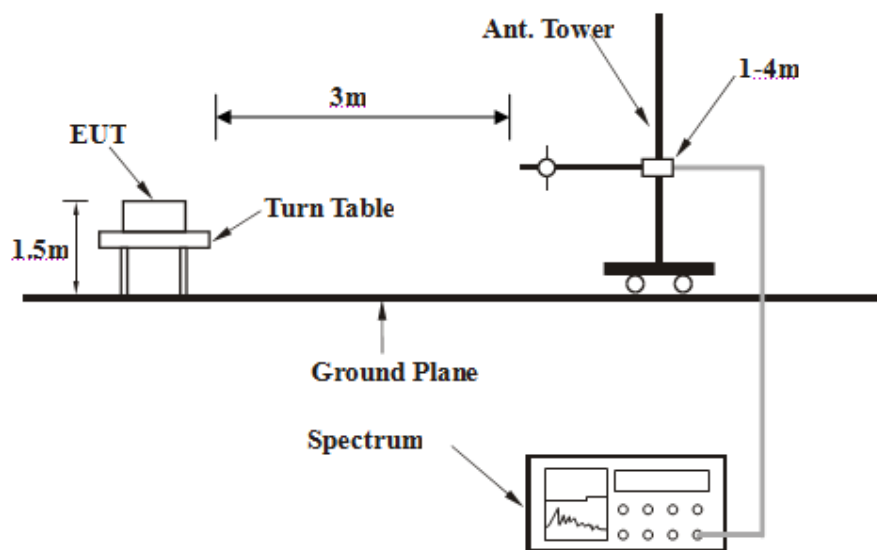 Ant. Tower
1-4m
3m
EUT
Turn Table
1.5m
Ground Plane
Spectrum